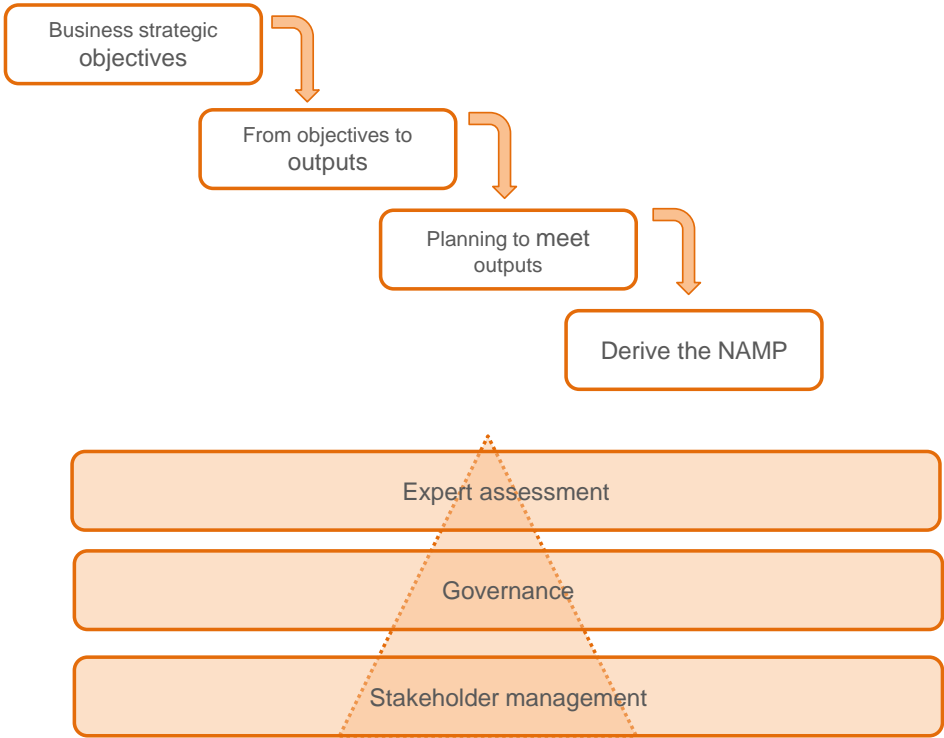 Business strategic
objectives
From objectives to
outputs
Planning to meet
outputs
Derive the NAMP
Expert assessment
Governance
Stakeholder management